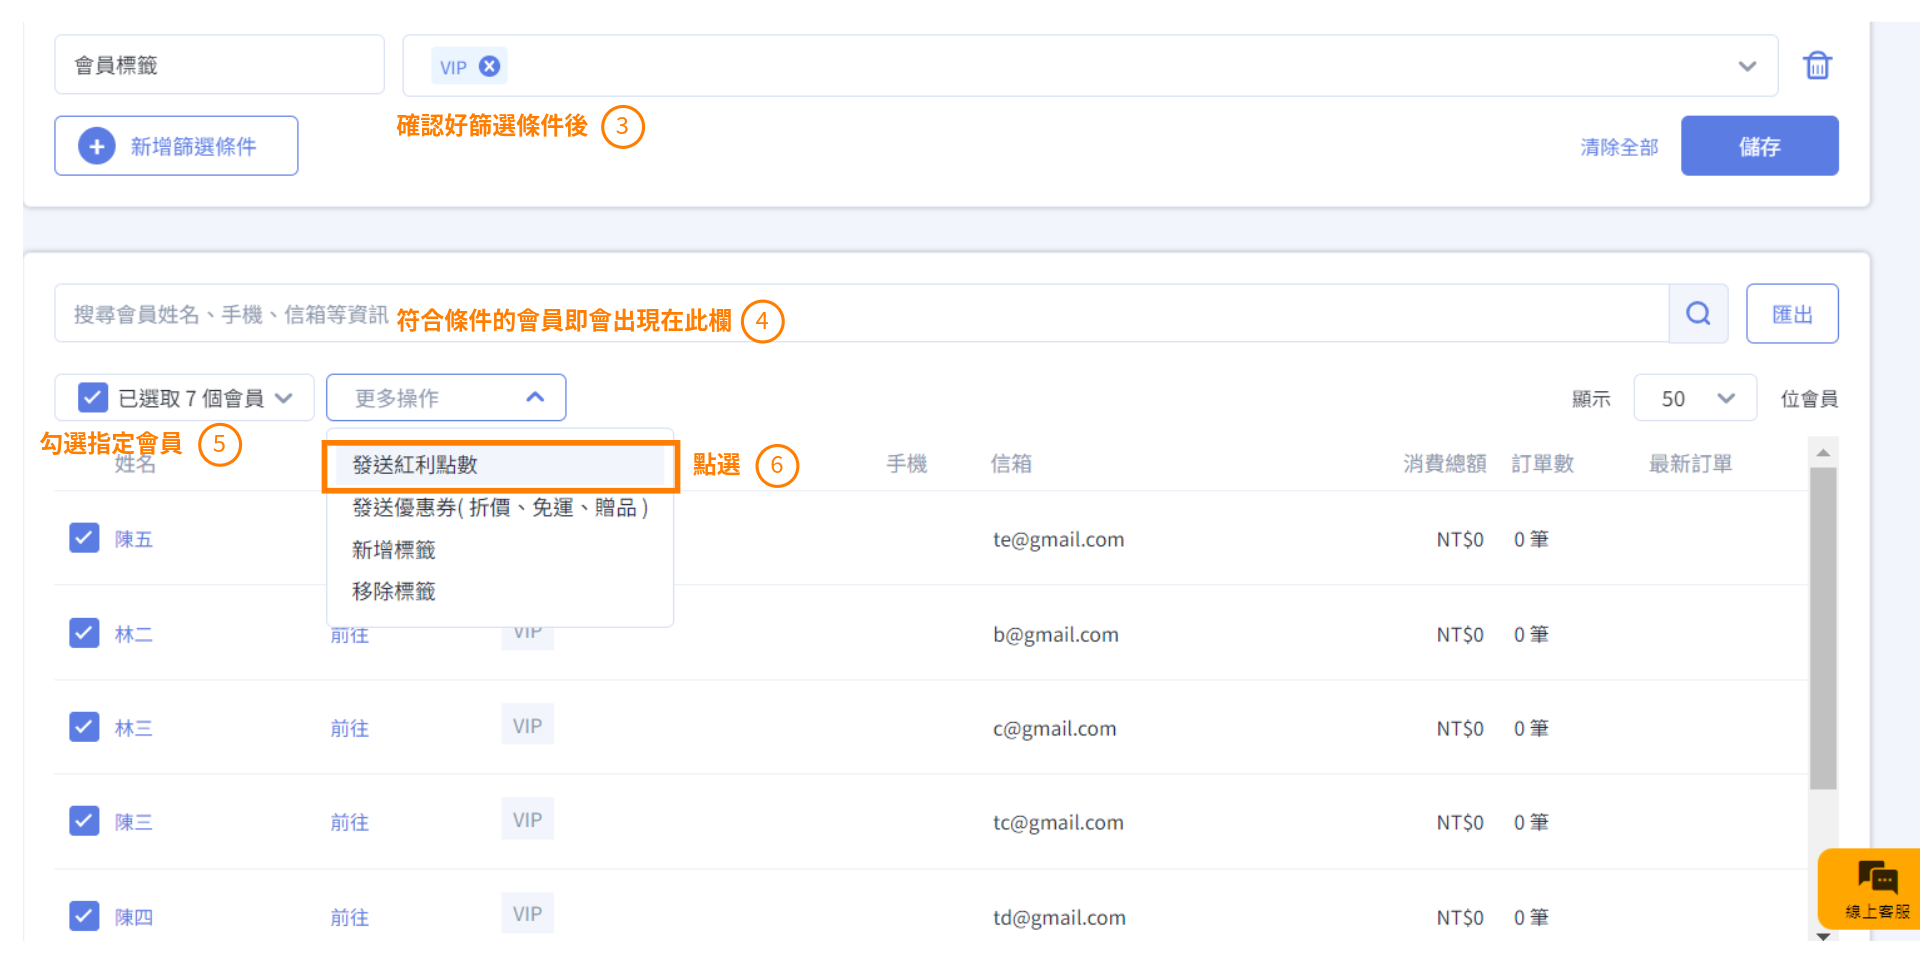 會員標籤 VIP
確認好篩選條件後 3
新增篩選條件 清除全部 儲存
搜尋會員姓名、手機、信箱等資訊 符合條件的會員即會出現在此欄 4 匯出
已選取 7 個會員 更多操作 顯示 50 位會員
勾選指定會員 5
姓名 手機 信箱 消費總額 訂單數 最新訂單
發送紅利點數 點選 6
發送優惠券( 折價、免運、贈品 )
新增標籤
移除標籤
陳五 te@gmail.com NT$0 0 筆
林二 前往 VIP b@gmail.com NT$0 0 筆
林三 前往 VIP c@gmail.com NT$0 0 筆
陳三 前往 VIP tc@gmail.com NT$0 0 筆
陳四 前往 VIP td@gmail.com NT$0 0 筆
線上客服